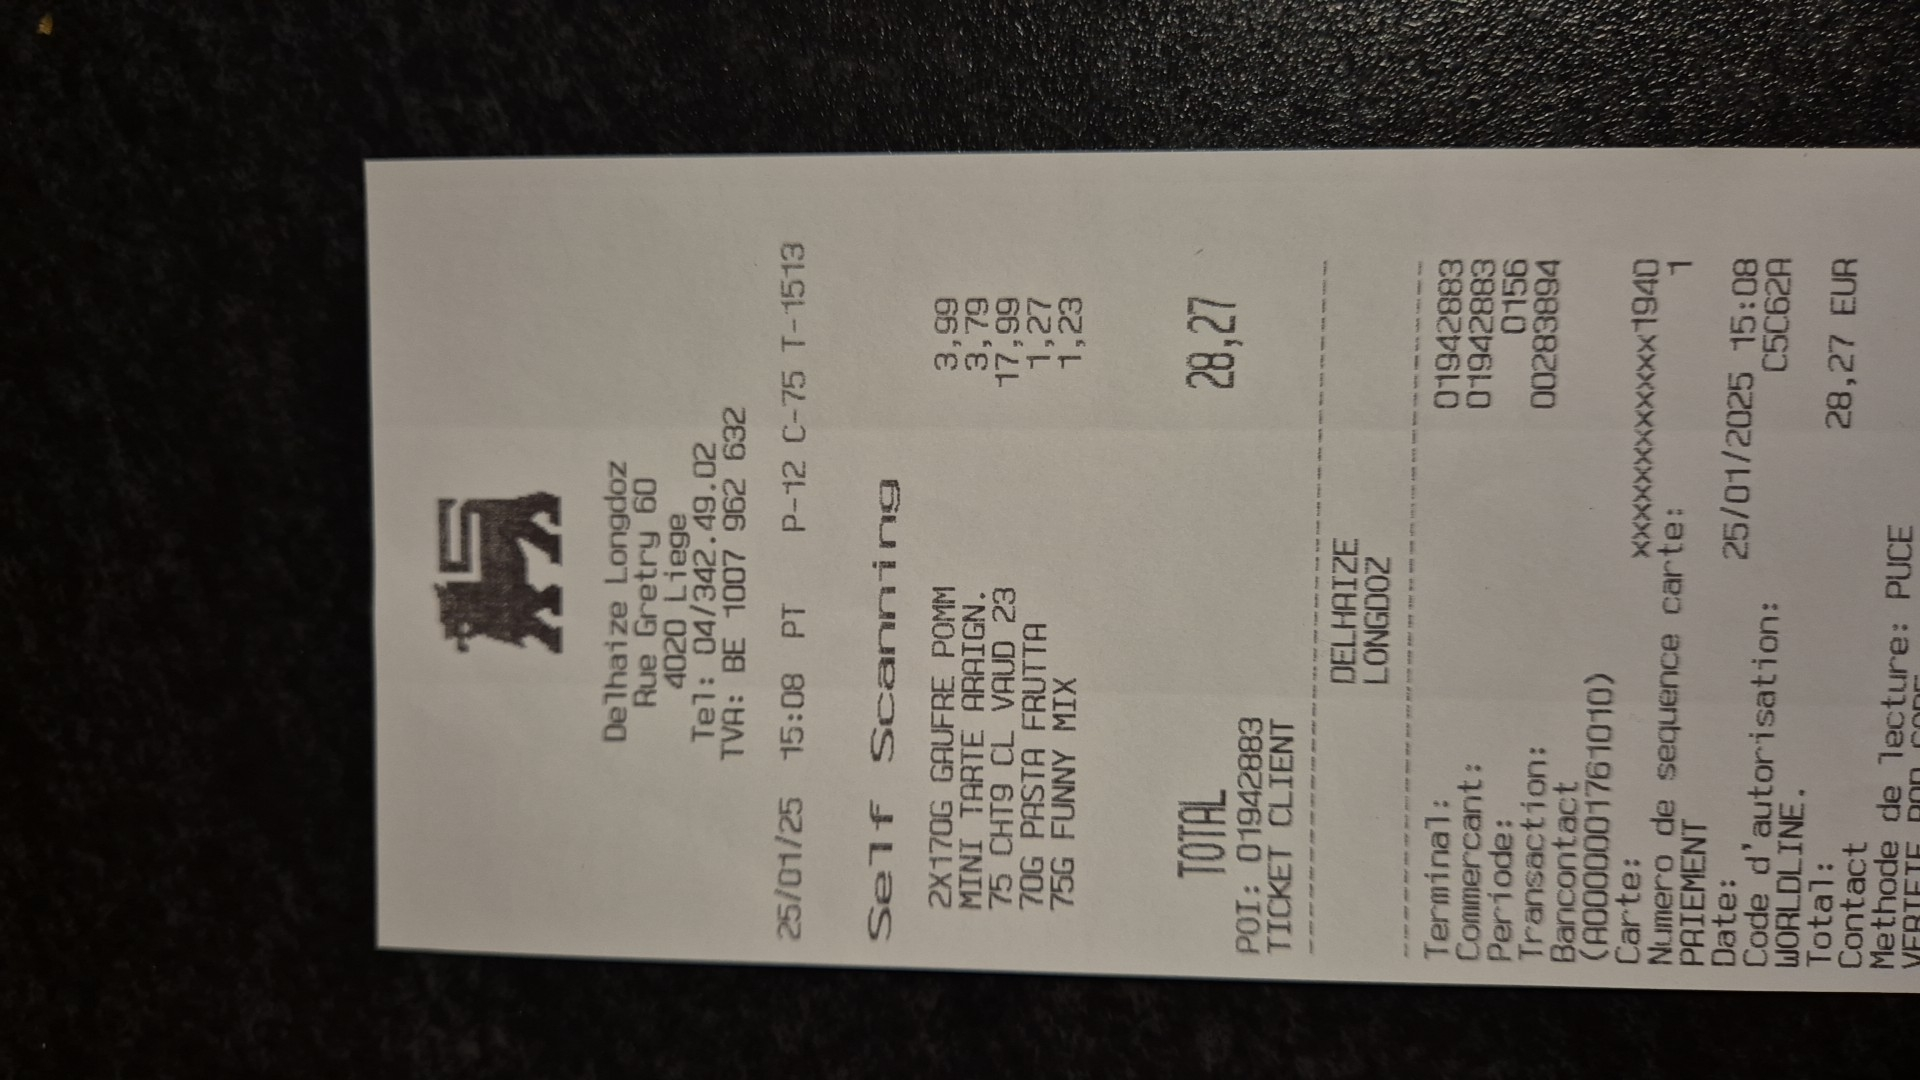 Delhaize Longdoz
Rue Gretry 60
4020 Liege
Tel: 04/342.49.02
TVA: BE 1007 962 632
25/01/25 15:08 PT P-12 C-75 T-1513
Self Scanning
2X170G GAUFRE POMM 3,99
MINI TARTE ARAIGN. 3,79
75 CHT9 CL VAUD 23 17,99
70G PASTA FRUTTA 1,27
75G FUNNY MIX 1,23
TOTAL 28,27
POI: 01942883
TICKET CLIENT
DELHAIZE
LONGDOZ
Terminal: 01942883
Commercant: 01942883
Periode: 0156
Transaction: 00283894
Bancontact
(A0000001761010)
Carte: xxxxxxxxxxxxx1940
Numero de sequence carte: 1
PAIEMENT
Date: 25/01/2025 15:08
Code d'autorisation: C5C62A
WORLDLINE.
Total: 28,27 EUR
Contact
Methode de lecture: PUCE